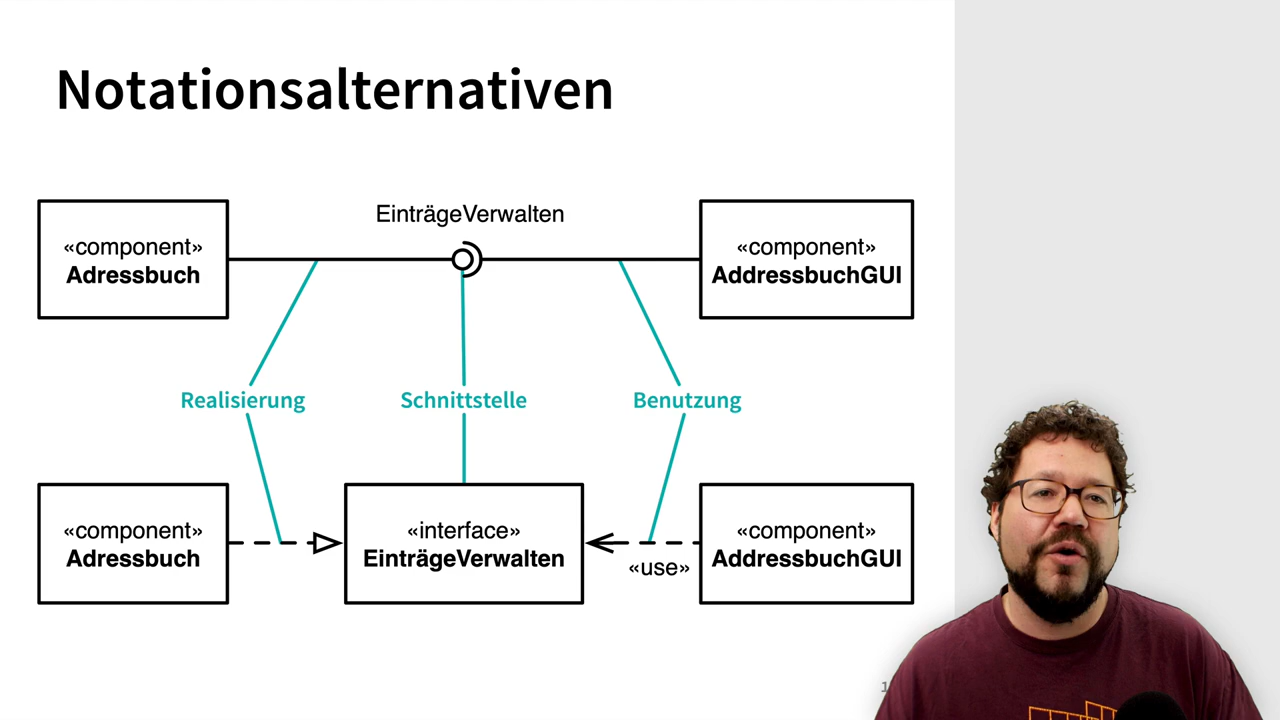 Notationsalternativen
EinträgeVerwalten
«component»
Adressbuch
«component»
AddressbuchGUI
Realisierung
Schnittstelle
Benutzung
«component»
Adressbuch
«interface»
EinträgeVerwalten
«use»
«component»
AddressbuchGUI